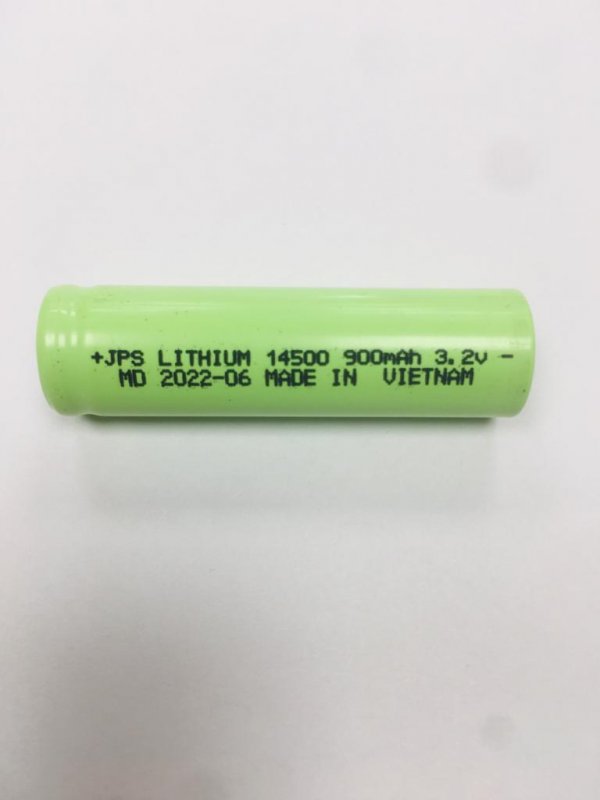 +JPS LITHIUM 14500 900mAh 3.2v -
MD 2022-06 MADE IN VIETNAM